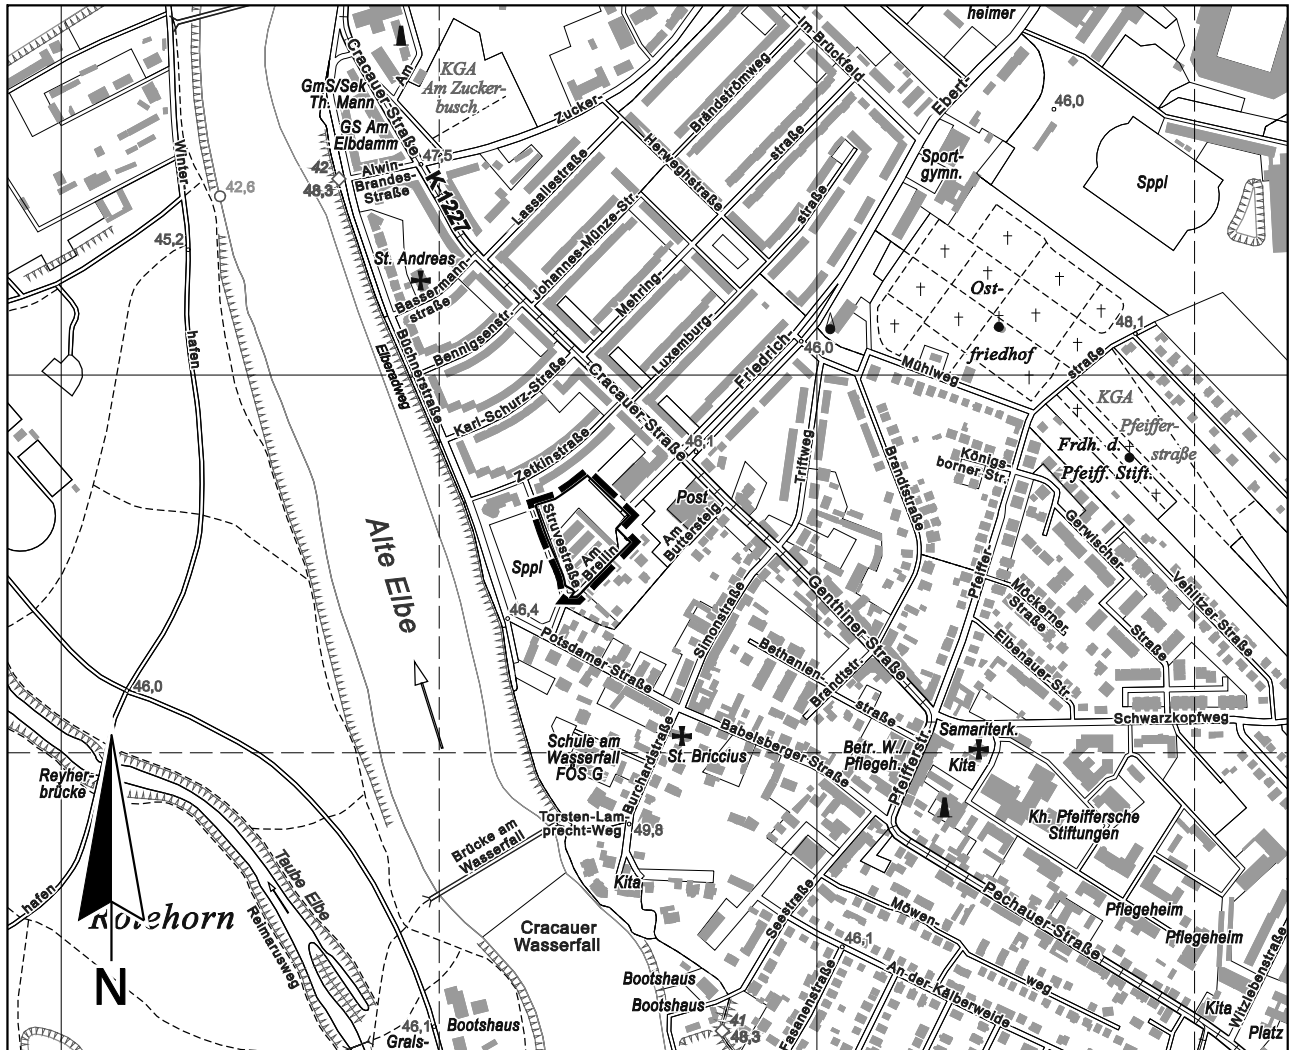 heimer
Im Brückfeld
Cracauer-Straße
Am
KGA
Am Zucker-
busch.
GmS/Sek
Th. Mann
GS Am
Elbdamm
Zucker-
Brandströmweg
Ebert-
46,0
Herweghstraße
straße
Sport-
gymn.
Sppl
Winter-
42
48,3
47,5
Alwin-
Brandes-
Straße
K 1227
Lassallestraße
straße
42,6
45,2
St. Andreas
Johannes-Münze-Str.
Mehring-
Ost-
friedhof
Bassermann-
straße
Bennigsenstr.
Luxemburg-
Friedrich-
46,0
48,1
straße
hafen
Büchnerstraße
Elberadweg
Karl-Schurz-Straße
Cracauer-Straße
Mühlweg
KGA
Pfeiffer-
straße
Zetkinstraße
46,1
Triftweg
Brandtstraße
Königs-
borner Str.
Frdh. d.
Pfeiff. Stift.
Post
Am
Buttersteig
Struvestraße
Am
Brellin
Sppl
Alte Elbe
Gerwischer
Straße
Vehlitzer Straße
Pfeiffer-
Möckerner
Straße
Elbenauer Str.
46,4
Potsdamer Straße
Simonstraße
Genthiner Straße
Bethanien-
straße
Brandtstr.
46,0
Schwarzkopfweg
Babelsberger Straße
Samariterk.
Kita
Betr. W./
Pflegeh.
Pfeifferstr.
St. Briccius
Schule am
Wasserfall
FÖS G
Burchardstraße
Reyher-
brücke
Torsten-Lam-
precht-Weg
49,8
Kh. Pfeiffersche
Stiftungen
Brücke am
Wasserfall
Kita
Taube Elbe
hafen
Rotehorn
Reimarusweg
Cracauer
Wasserfall
Seestraße
Möwen-
weg
Pechauer Straße
Pflegeheim
Pflegeheim
46,1
An der Kälberweide
N
Bootshaus
Bootshaus
Fasanenstraße
Witzlebenstraße
Kita
Platz
41
48,3
46,1
Grals-
Bootshaus